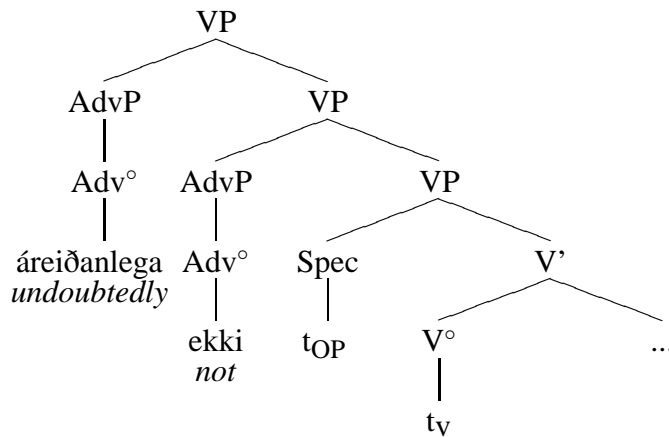 VP
AdvP VP
Adv° AdvP VP
áreiðanlega Adv° Spec V’
undoubtedly
ekki tOP V° ...
not
tV